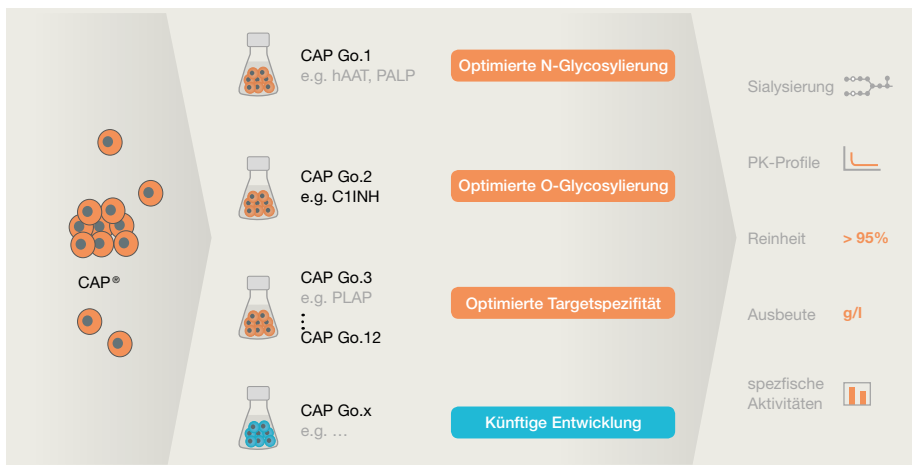 CAP®
CAP Go.1
e.g. hAAT, PALP
Optimierte N-Glycosylierung
CAP Go.2
e.g. C1INH
Optimierte O-Glycosylierung
CAP Go.3
e.g. PLAP
⋮
CAP Go.12
Optimierte Targetspezifität
CAP Go.x
e.g. …
Künftige Entwicklung
Sialysierung
PK-Profile
Reinheit > 95%
Ausbeute g/l
spezfische
Aktivitäten